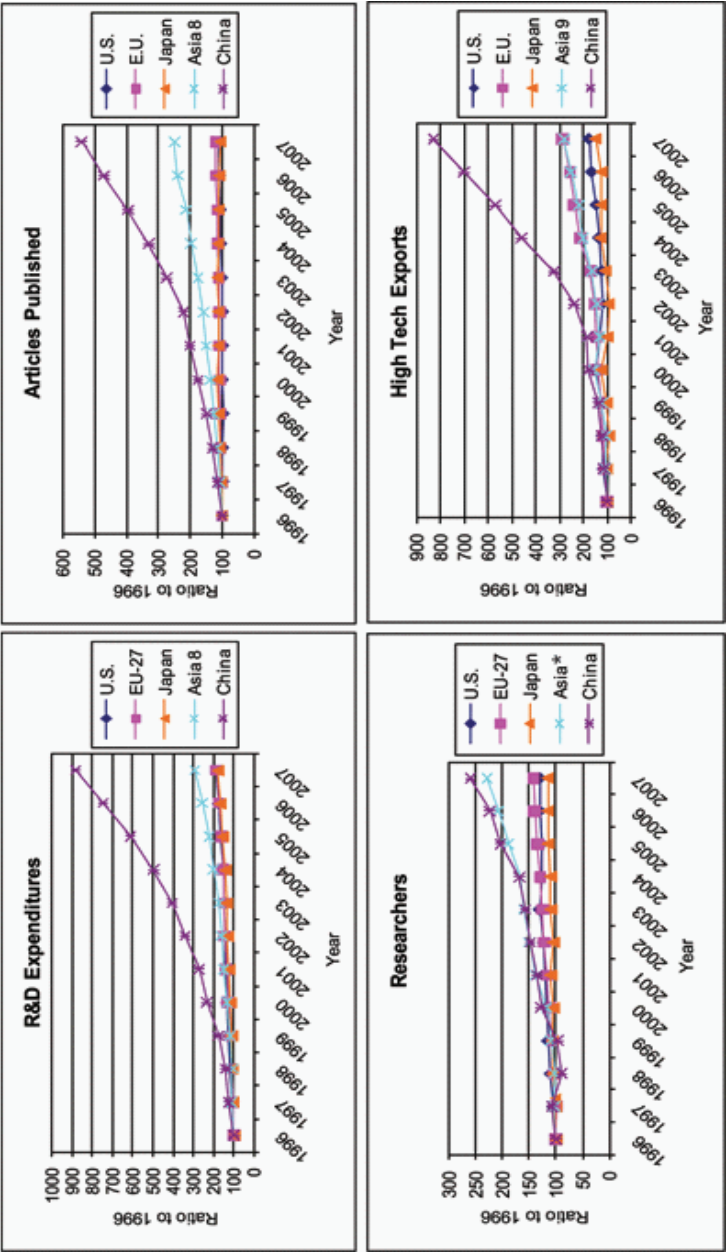 R&D Expenditures
1000
900
800
700
600
500
400
300
200
100
0
Ratio to 1996
1996
1997
1998
1999
2000
2001
2002
2003
2004
2005
2006
2007
Year
U.S.
EU-27
Japan
Asia 8
China
Articles Published
600
500
400
300
200
100
0
Ratio to 1996
1996
1997
1998
1999
2000
2001
2002
2003
2004
2005
2006
2007
Year
U.S.
E.U.
Japan
Asia 8
China
Researchers
300
250
200
150
100
50
0
Ratio to 1996
1996
1997
1998
1999
2000
2001
2002
2003
2004
2005
2006
2007
Year
U.S.
EU-27
Japan
Asia*
China
High Tech Exports
900
800
700
600
500
400
300
200
100
0
Ratio to 1996
1996
1997
1998
1999
2000
2001
2002
2003
2004
2005
2006
2007
Year
U.S.
E.U.
Japan
Asia 9
China